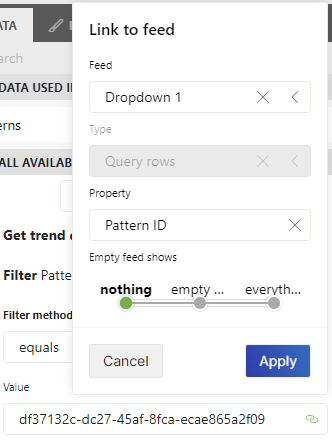 ATA
Link to feed
arch
Feed
DATA USED I
Dropdown 1
Type
erns
Query rows
ALL AVAILAB
Property
Pattern ID
Get trend
Empty feed shows
Filter Patte
nothing empty ... everyth...
Filter method
equals
Cancel Apply
Value
df37132c-dc27-45af-8fca-ecae865a2f09